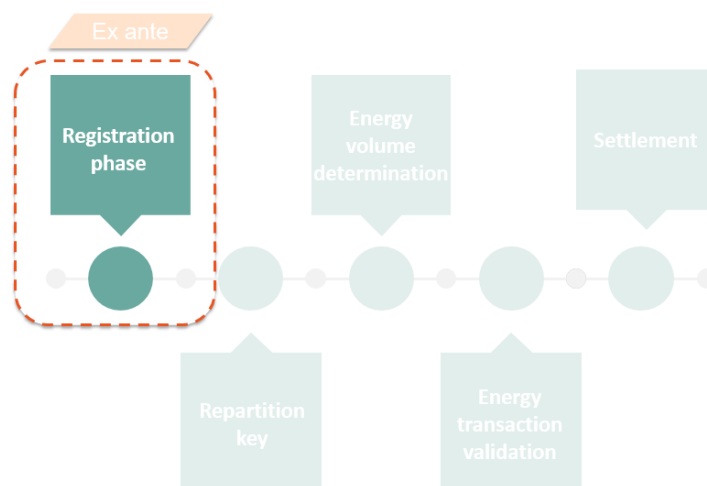 Ex ante
Registration
phase
Energy
volume
determination
Settlement
Repartition
key
Energy
transaction
validation